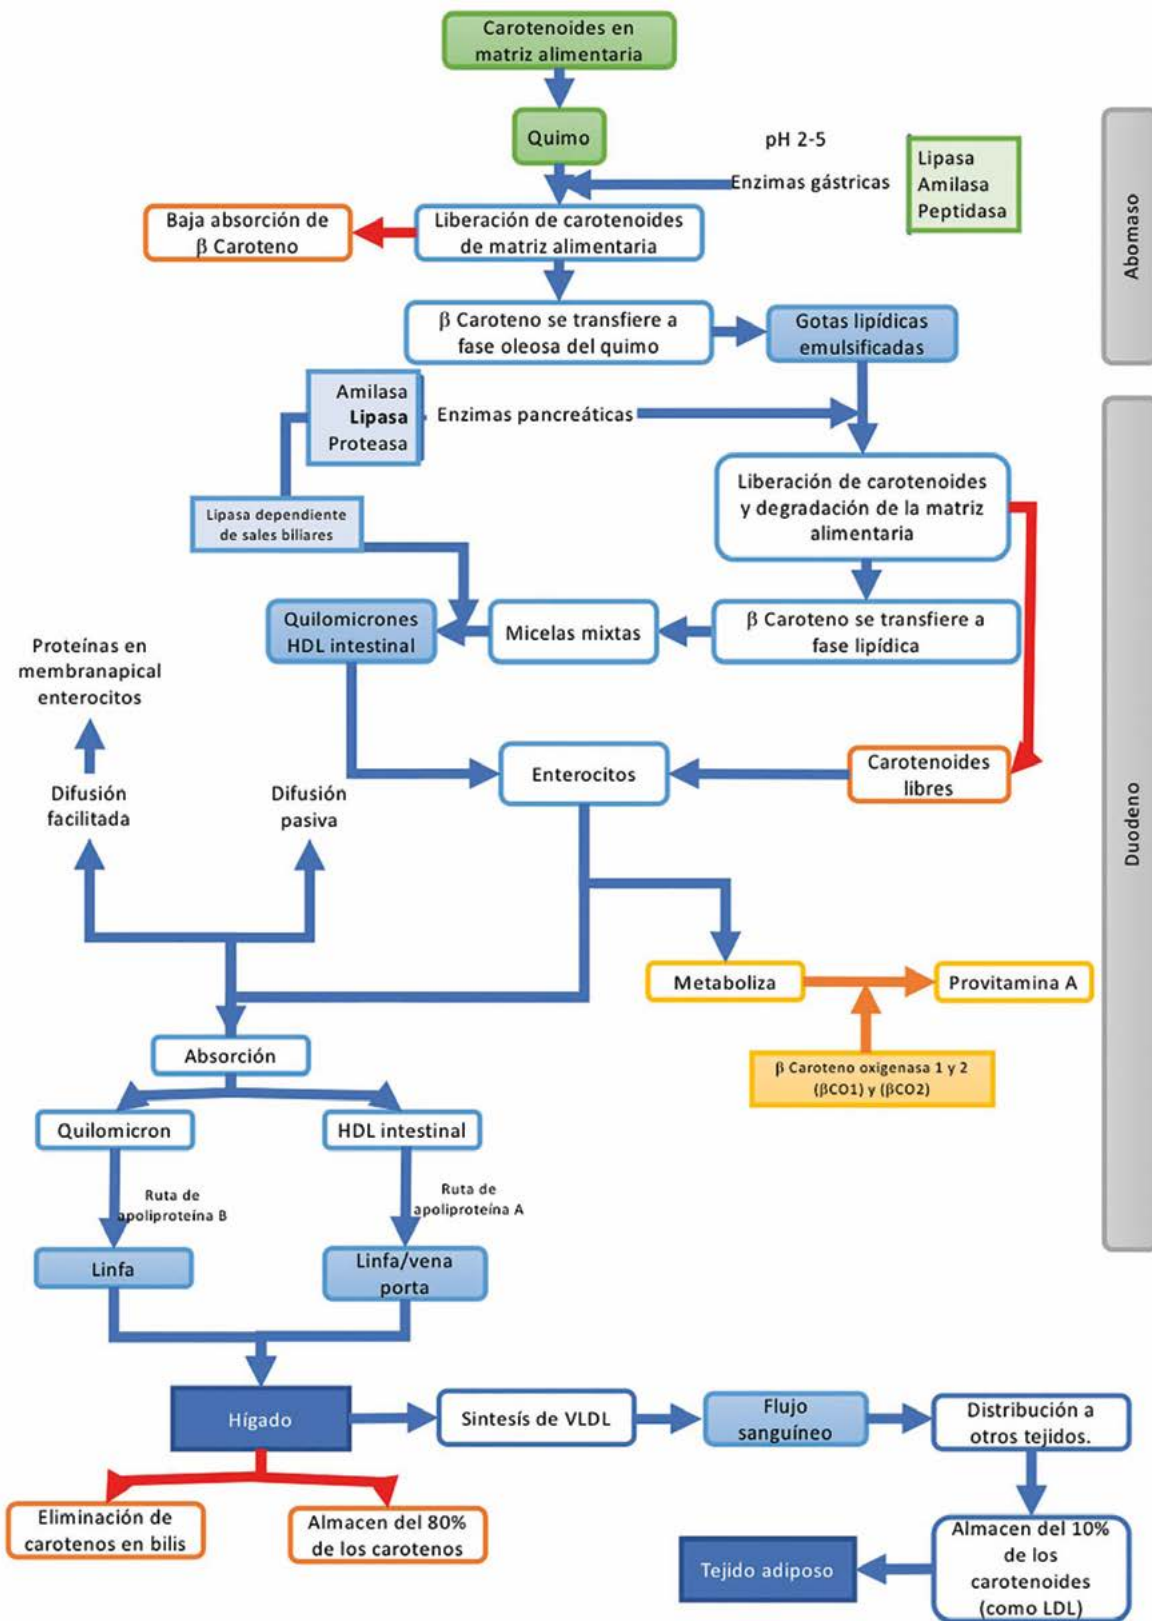 Carotenoides en
matriz alimentaria
Quimo
pH 2-5
Enzimas gástricas
Lipasa
Amilasa
Peptidasa
Abomaso
Baja absorción de
β Caroteno
Liberación de carotenoides
de matriz alimentaria
β Caroteno se transfiere a
fase oleosa del quimo
Gotas lipídicas
emulsificadas
Amilasa
Lipasa
Proteasa
Enzimas pancreáticas
Liberación de carotenoides
y degradación de la matriz
alimentaria
Lipasa dependiente
de sales biliares
Quilomicrones
HDL intestinal
Micelas mixtas
β Caroteno se transfiere a
fase lipídica
Proteínas en
membranapical
enterocitos
Enterocitos
Carotenoides
libres
Difusión
facilitada
Difusión
pasiva
Duodeno
Metaboliza
Provitamina A
β Caroteno oxigenasa 1 y 2
(βCO1) y (βCO2)
Absorción
Quilomicron
HDL intestinal
Ruta de
apoliproteína B
Ruta de
apoliproteína A
Linfa
Linfa/vena
porta
Hígado
Sintesís de VLDL
Flujo
sanguíneo
Distribución a
otros tejidos.
Eliminación de
carotenos en bilis
Almacen del 80%
de los carotenos
Tejido adiposo
Almacen del 10%
de los
carotenoides
(como LDL)